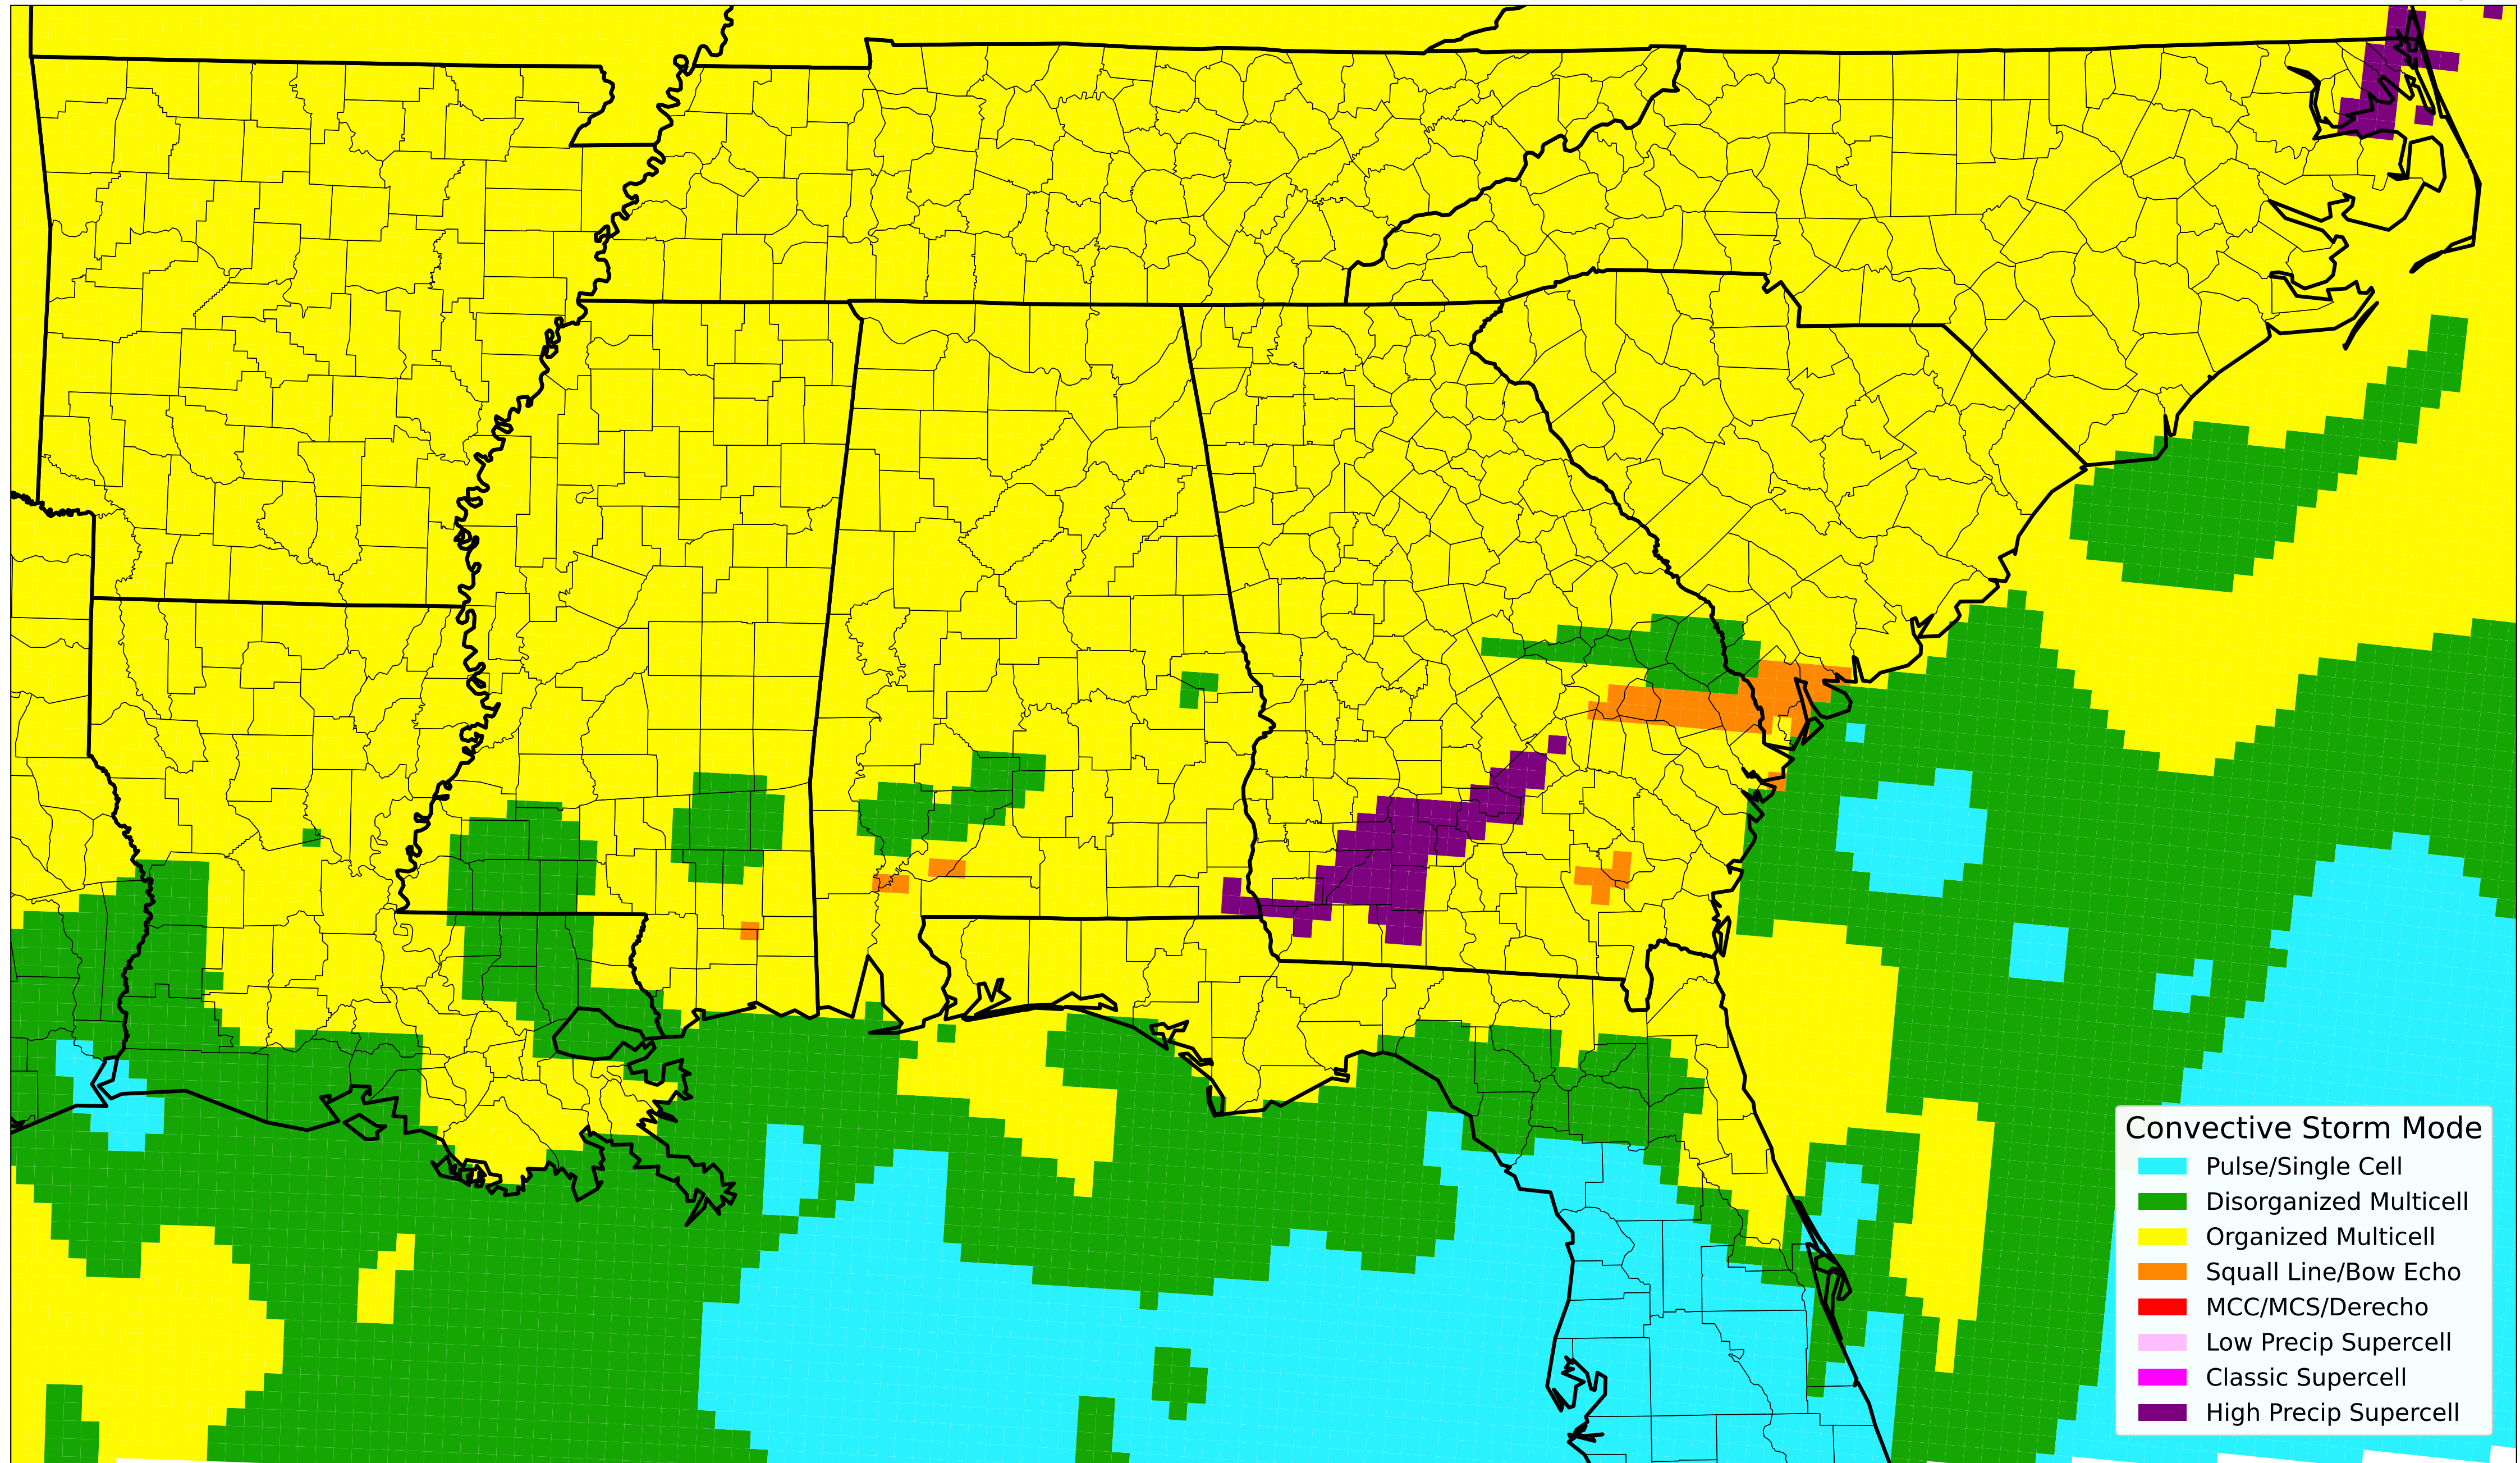 Convective Storm Mode
Pulse/Single Cell
Disorganized Multicell
Organized Multicell
Squall Line/Bow Echo
MCC/MCS/Derecho
Low Precip Supercell
Classic Supercell
High Precip Supercell